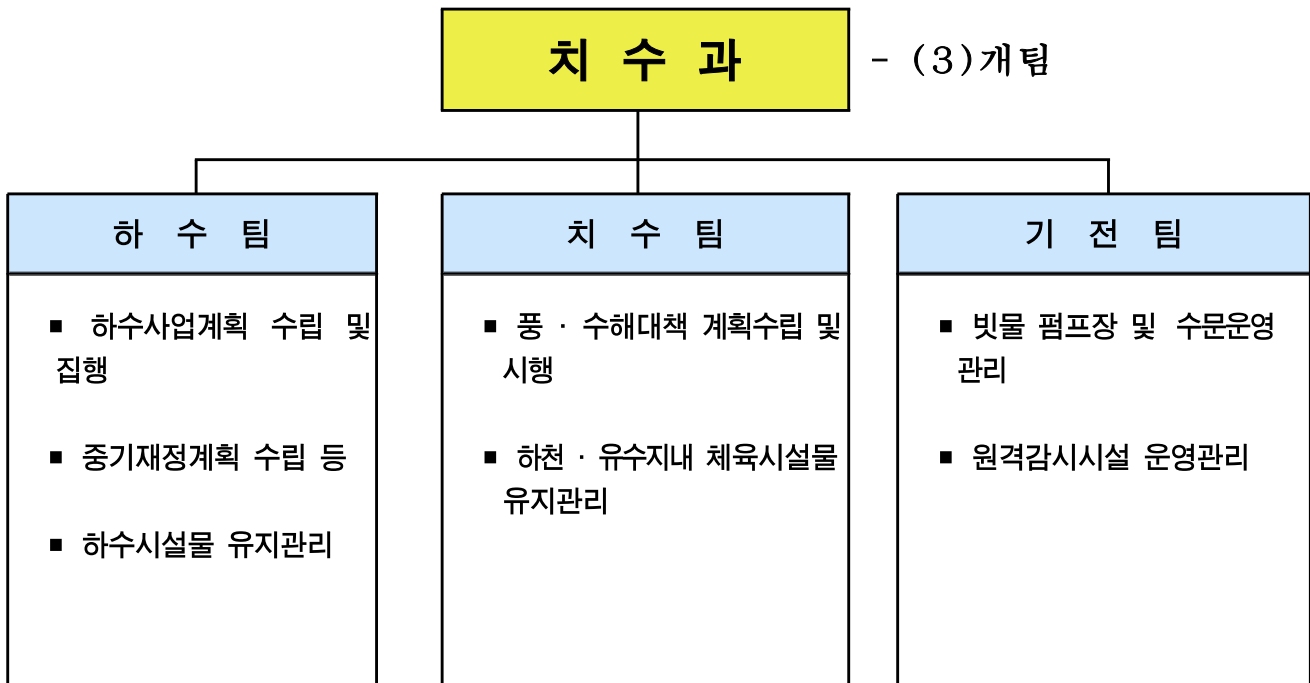 치 수 과 - (3)개팀
하 수 팀
■ 하수사업계획 수립 및
집행
■ 중기재정계획 수립 등
■ 하수시설물 유지관리
치 수 팀
■ 풍 · 수해대책 계획수립 및
시행
■ 하천 · 유수지내 체육시설물
유지관리
기 전 팀
■ 빗물 펌프장 및 수문운영
관리
■ 원격감시시설 운영관리